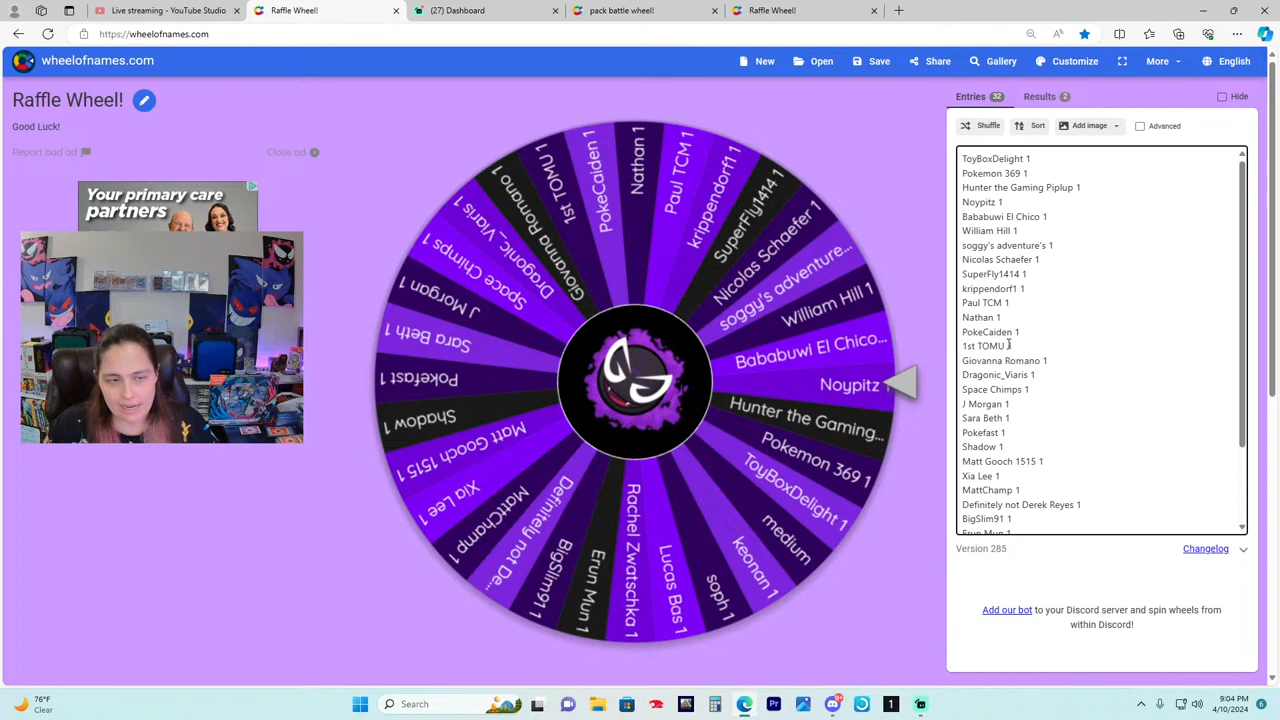 Live streaming - YouTube Studio
Raffle Wheel!
(27) Dashboard
pack battle wheel!
Raffle Wheel!
https://wheelofnames.com
wheelofnames.com
New
Open
Save
Share
Gallery
Customize
More
English
Raffle Wheel!
Good Luck!
Report bad ad
Close ad
Your primary care
partners
Nathan 1
Paul TCM 1
krippendorf1 1
SuperFly1414 1
Nicolas Schaefer 1
soggy's adventure...
William Hill 1
Bababuwi El Chico...
Noypitz
Hunter the Gaming...
Pokemon 369 1
ToyBoxDelight 1
medium
keonan 1
soph 1
Lucas Bas 1
Rachel Zwatschka 1
Erun Mun 1
BigSlim91 1
Definitely not De...
MattChamp 1
Xia Lee 1
Matt Gooch 1515 1
Shadow 1
Pokefast 1
Sara Beth 1
J Morgan 1
Space Chimps 1
Dragonic_Viaris 1
Giovanna Romano 1
1st TOMU 1
PokeCaiden 1
Entries 32
Results 2
Hide
Shuffle
Sort
Add image
Advanced
ToyBoxDelight 1
Pokemon 369 1
Hunter the Gaming Piplup 1
Noypitz 1
Bababuwi El Chico 1
William Hill 1
soggy's adventure's 1
Nicolas Schaefer 1
SuperFly1414 1
krippendorf1 1
Paul TCM 1
Nathan 1
PokeCaiden 1
1st TOMU
Giovanna Romano 1
Dragonic_Viaris 1
Space Chimps 1
J Morgan 1
Sara Beth 1
Pokefast 1
Shadow 1
Matt Gooch 1515 1
Xia Lee 1
MattChamp 1
Definitely not Derek Reyes 1
BigSlim91 1
Erun Mun 1
Version 285
Changelog
Add our bot to your Discord server and spin wheels from
within Discord!
76°F
Clear
Search
9:04 PM
4/10/2024